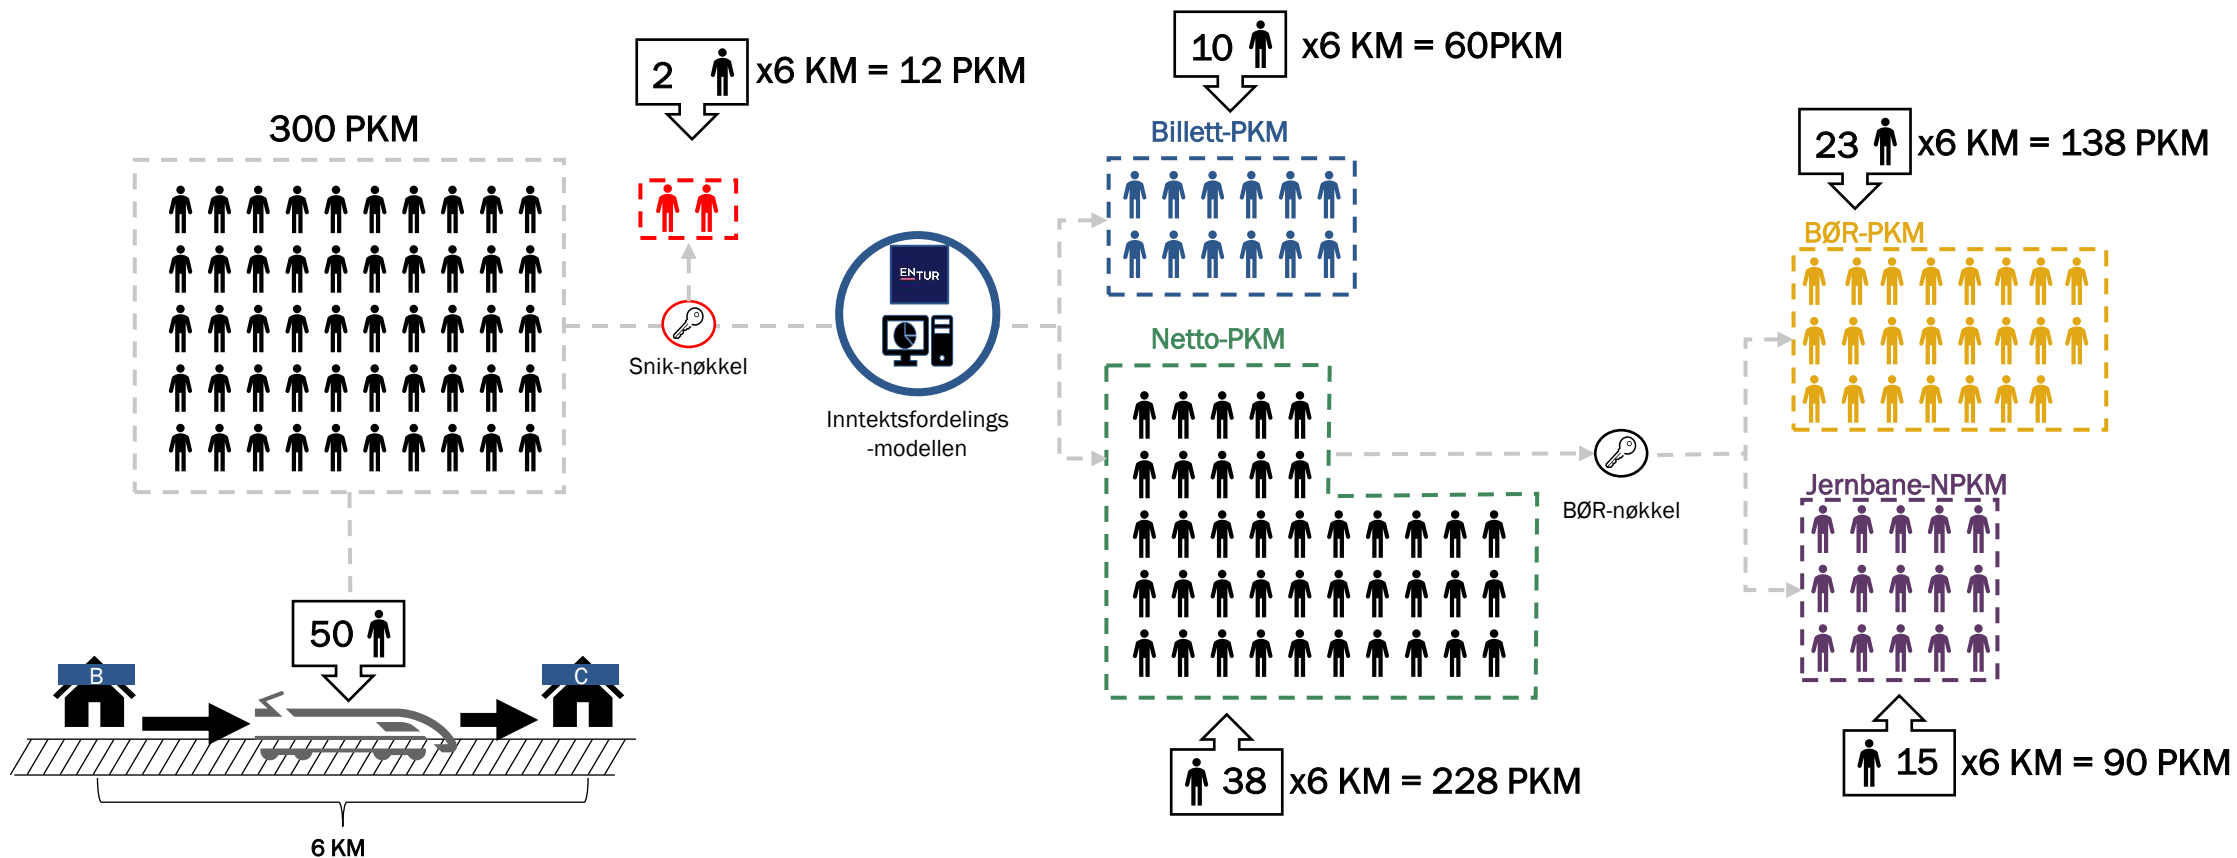 2
x6 KM = 12 PKM
10
x6 KM = 60PKM
300 PKM
Billett-PKM
23
x6 KM = 138 PKM
BØR-PKM
EN
TUR
Snik-nøkkel
Netto-PKM
Inntektsfordelings
-modellen
BØR-nøkkel
Jernbane-NPKM
50
B
C
38
x6 KM = 228 PKM
15
x6 KM = 90 PKM
6 KM